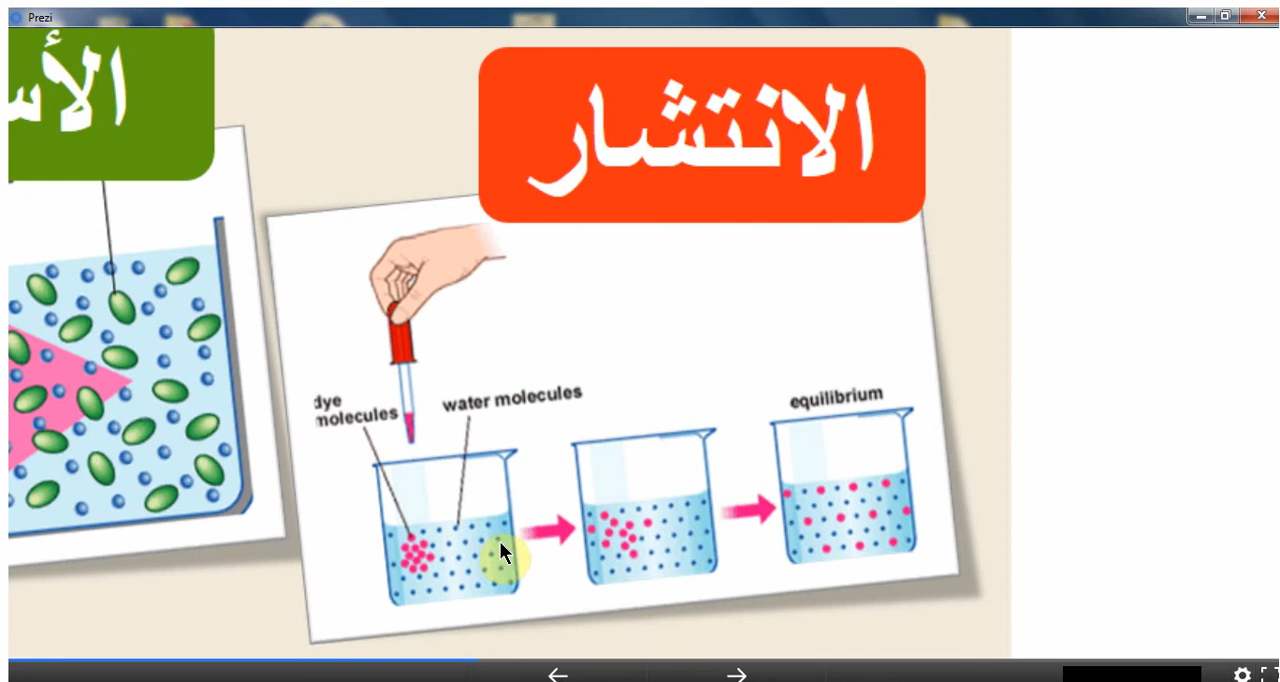 Prezi
الانتشار
dye
molecules
water molecules
equilibrium